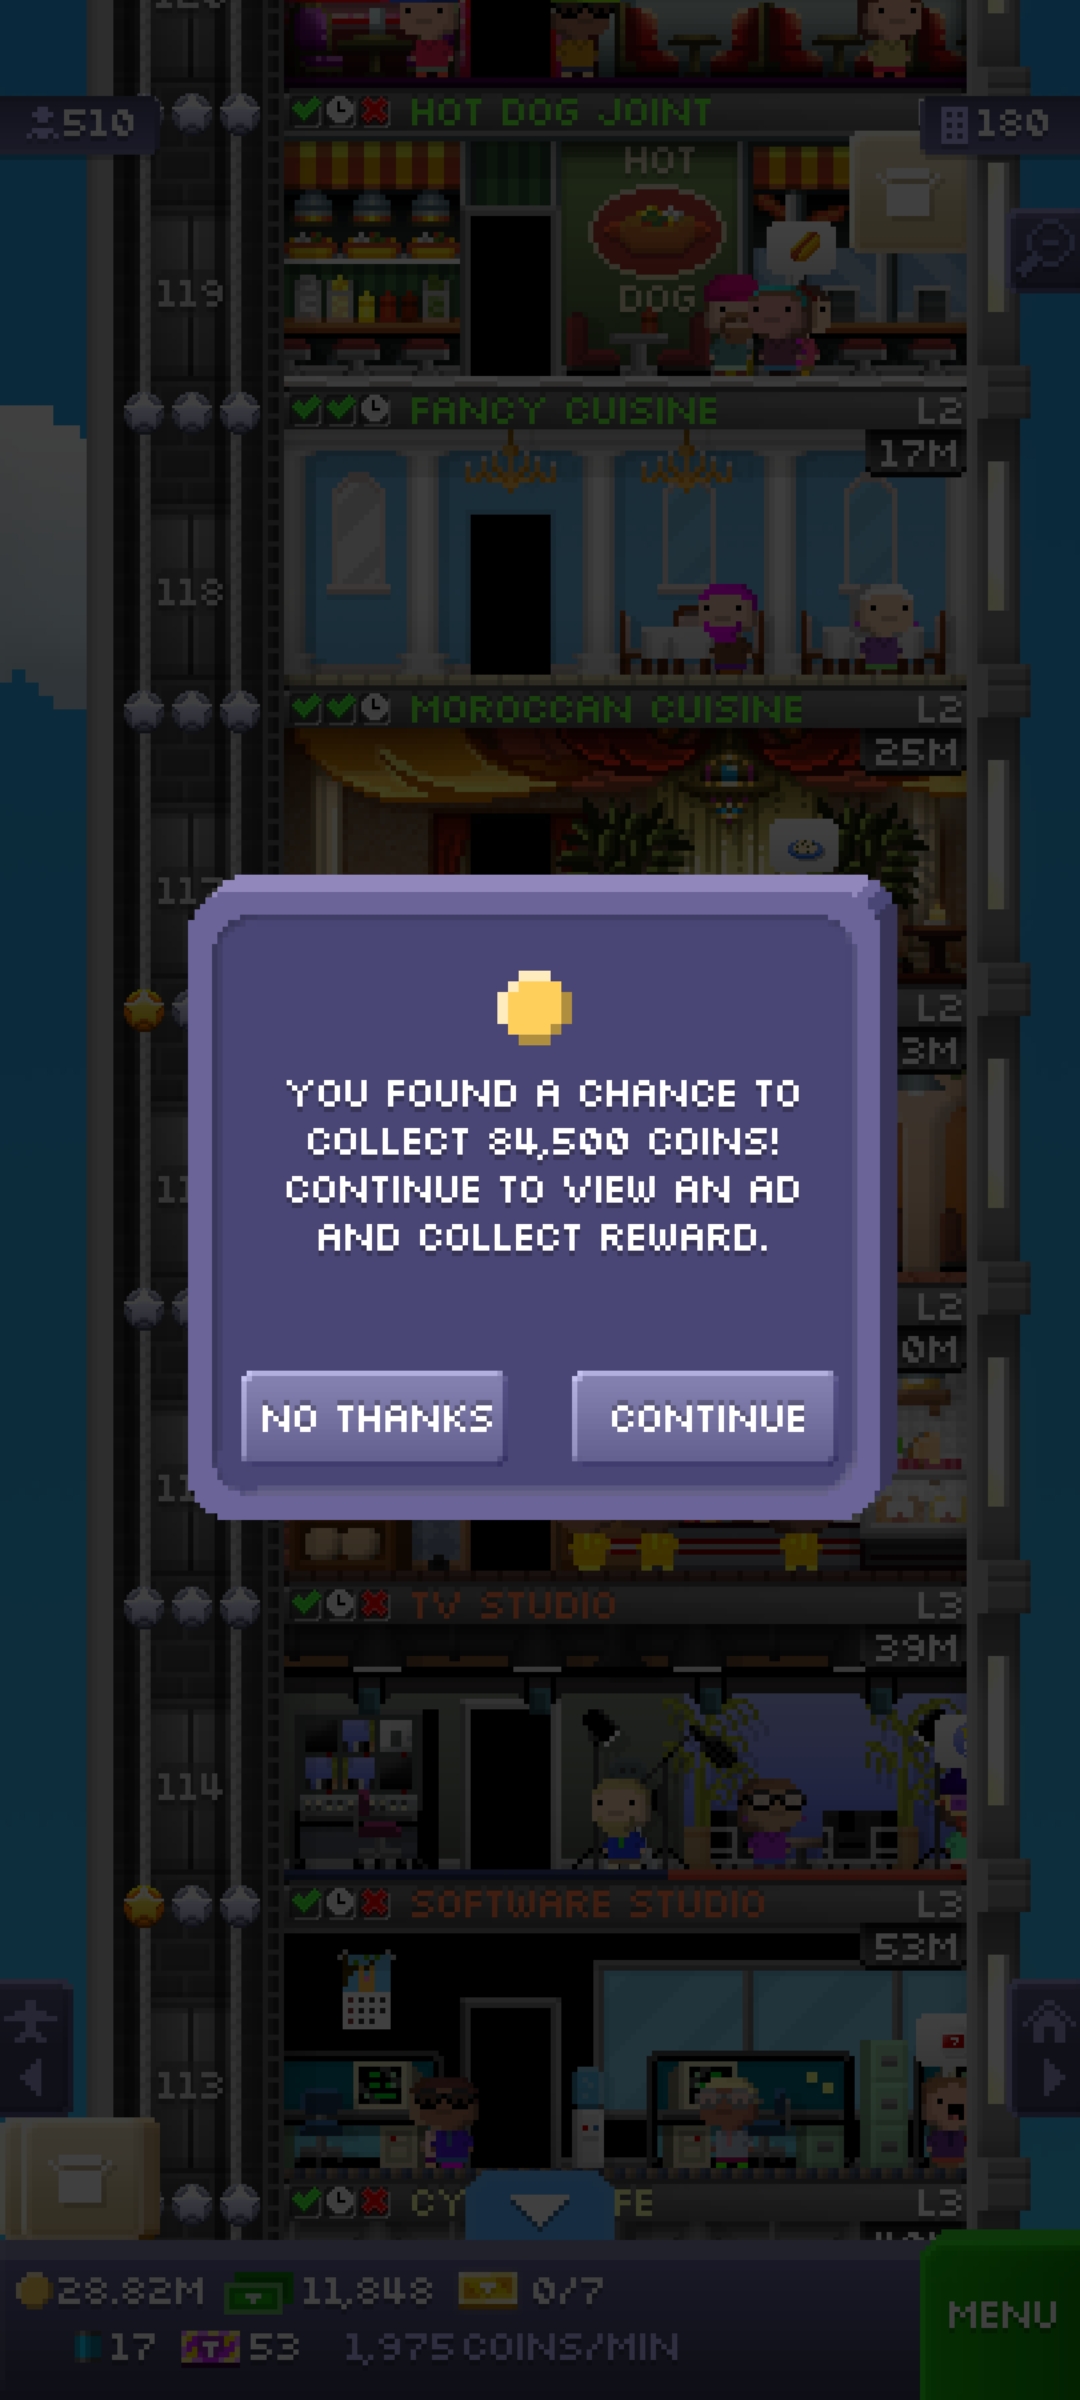 510
180
HOT DOG JOINT
HOT
DOG
119
FANCY CUISINE L2
17M
118
MOROCCAN CUISINE L2
25M
L2
3M
YOU FOUND A CHANCE TO
COLLECT 84,500 COINS!
CONTINUE TO VIEW AN AD
AND COLLECT REWARD.
L2
0M
NO THANKS
CONTINUE
TV STUDIO L3
39M
114
SOFTWARE STUDIO L3
53M
113
CY FE L3
28.82M 11,848 0/7
17 T 53 1,975 COINS/MIN
MENU